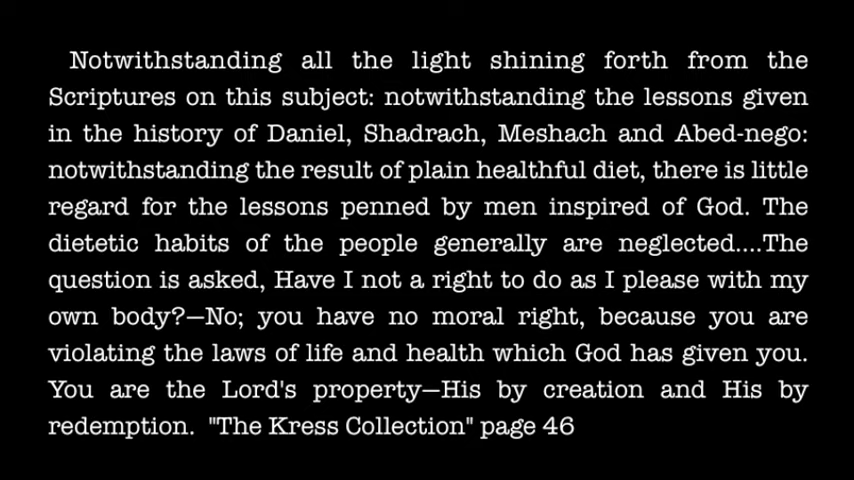 Notwithstanding all the light shining forth from the
Scriptures on this subject: notwithstanding the lessons given
in the history of Daniel, Shadrach, Meshach and Abed-nego:
notwithstanding the result of plain healthful diet, there is little
regard for the lessons penned by men inspired of God. The
dietetic habits of the people generally are neglected....The
question is asked, Have I not a right to do as I please with my
own body?—No; you have no moral right, because you are
violating the laws of life and health which God has given you.
You are the Lord's property—His by creation and His by
redemption. "The Kress Collection" page 46